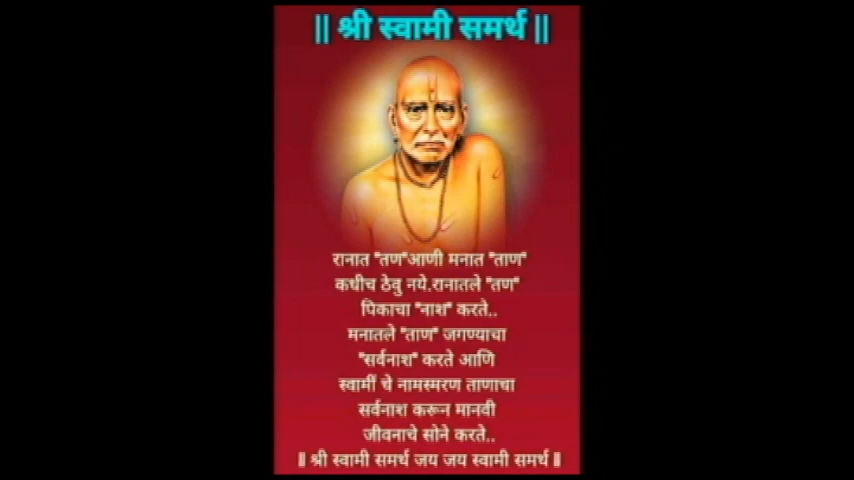 || श्री स्वामी समर्थ ||
रानात "तण"आणी मनात "ताण"
कधीच ठेवु नये.रानातले "तण"
पिकाचा "नाश" करते..
मनातले "ताण" जगण्याचा
"सर्वनाश" करते आणि
स्वामीं चे नामस्मरण ताणाचा
सर्वनाश करून मानवी
जीवनाचे सोने करते..
|| श्री स्वामी समर्थ जय जय स्वामी समर्थ ||